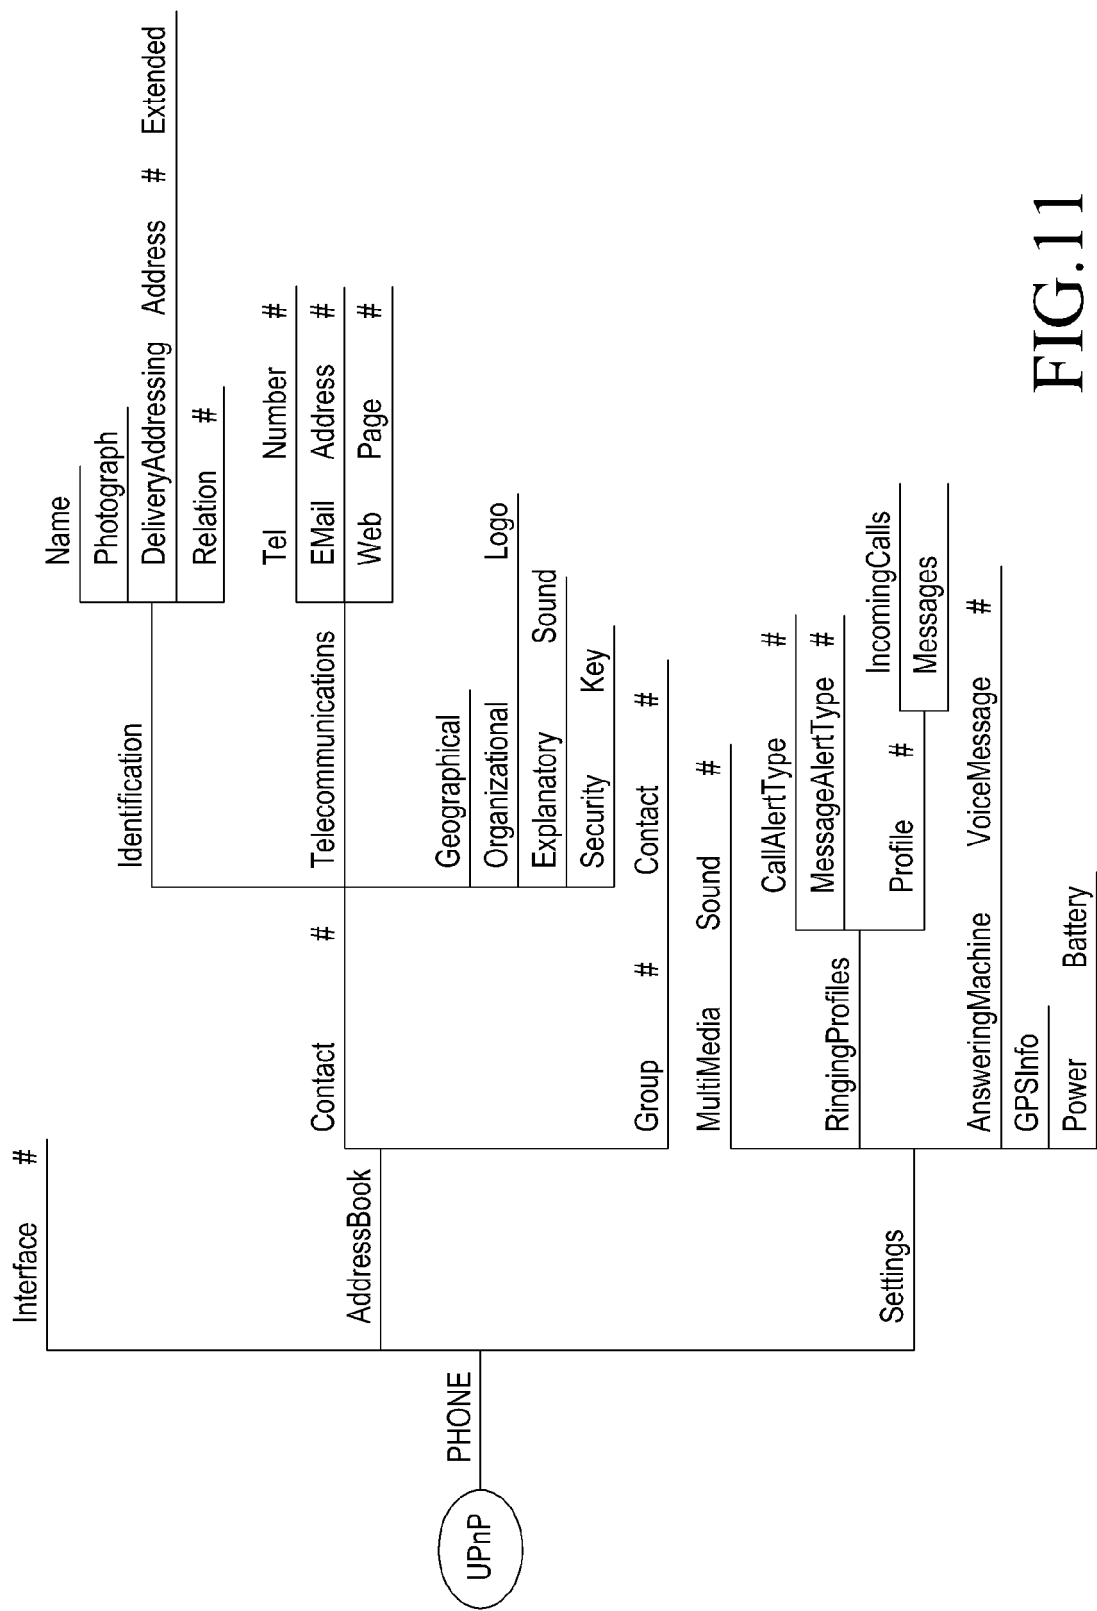 Interface #
Name
Photograph
DeliveryAddressing Address # Extended
Relation #
Identification
Tel Number #
EMail Address #
Web Page #
Contact # Telecommunications
AddressBook
Geographical
Organizational Logo
Explanatory Sound
Security Key
Group # Contact #
UPnP
PHONE
MultiMedia Sound #
CallAlertType #
MessageAlertType #
RingingProfiles
IncomingCalls
Profile #
Messages
Settings
AnsweringMachine VoiceMessage #
GPSInfo
Power Battery
FIG.11